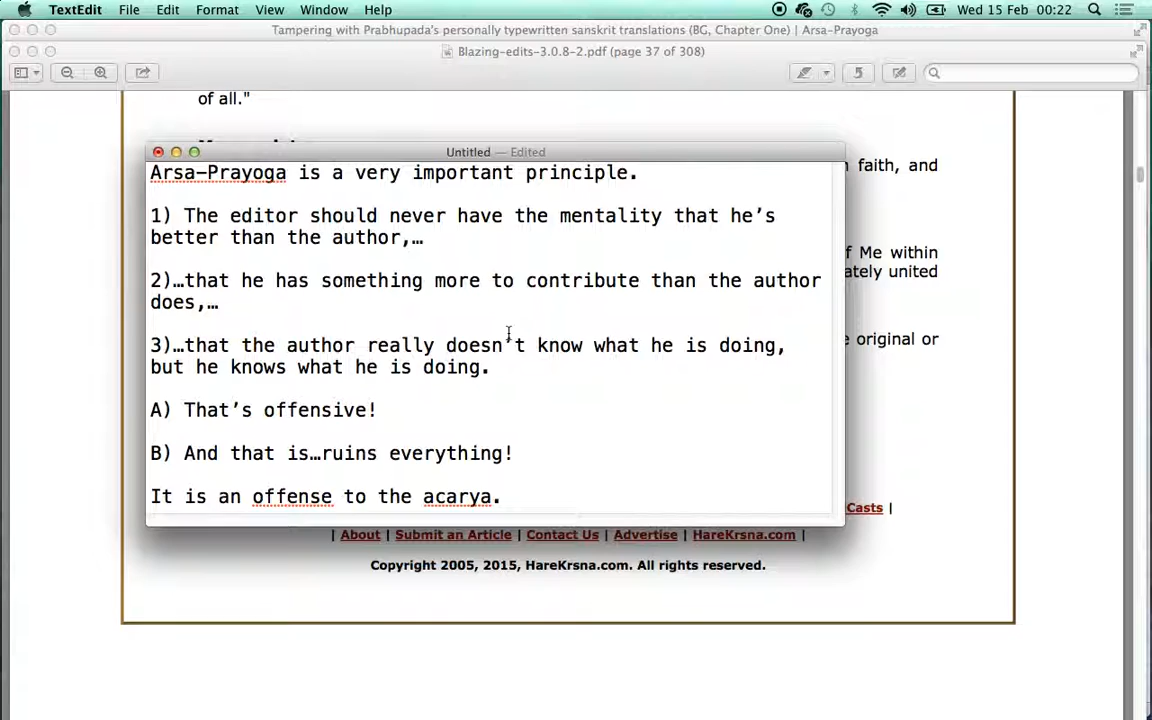 TextEdit File Edit Format View Window Help Wed 15 Feb 00:22
Tampering with Prabhupada's personally typewritten sanskrit translations (BG, Chapter One) | Arsa-Prayoga
Blazing-edits-3.0.8-2.pdf (page 37 of 308)
of all."
Untitled — Edited
Arsa-Prayoga is a very important principle.
1) The editor should never have the mentality that he’s
better than the author,…
2)…that he has something more to contribute than the author
does,…
3)…that the author really doesn’t know what he is doing,
but he knows what he is doing.
A) That’s offensive!
B) And that is…ruins everything!
It is an offense to the acarya.
faith, and
f Me within
ately united
e original or
Casts |
| About | Submit an Article | Contact Us | Advertise | HareKrsna.com |
Copyright 2005, 2015, HareKrsna.com. All rights reserved.